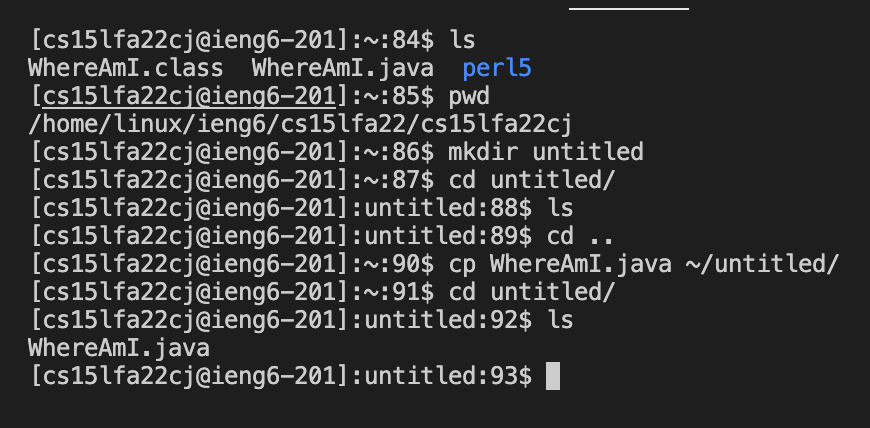 [cs15lfa22cj@ieng6-201]:~:84$ ls
WhereAmI.class  WhereAmI.java  perl5
[cs15lfa22cj@ieng6-201]:~:85$ pwd
/home/linux/ieng6/cs15lfa22/cs15lfa22cj
[cs15lfa22cj@ieng6-201]:~:86$ mkdir untitled
[cs15lfa22cj@ieng6-201]:~:87$ cd untitled/
[cs15lfa22cj@ieng6-201]:untitled:88$ ls
[cs15lfa22cj@ieng6-201]:untitled:89$ cd ..
[cs15lfa22cj@ieng6-201]:~:90$ cp WhereAmI.java ~/untitled/
[cs15lfa22cj@ieng6-201]:~:91$ cd untitled/
[cs15lfa22cj@ieng6-201]:untitled:92$ ls
WhereAmI.java
[cs15lfa22cj@ieng6-201]:untitled:93$